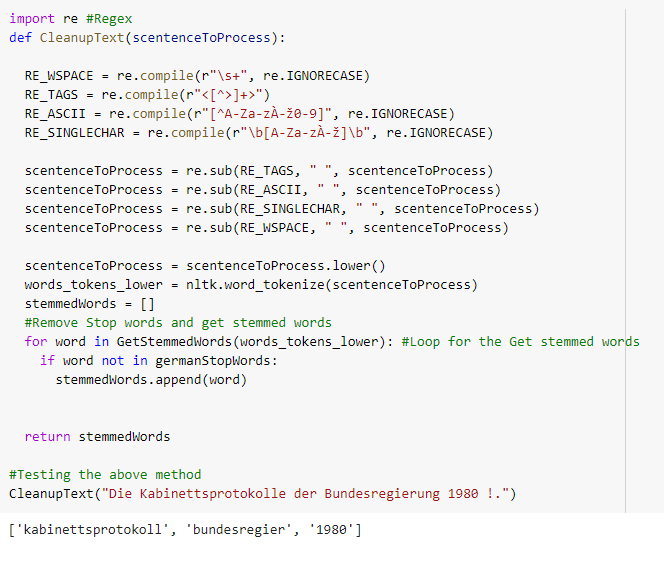 import re #Regex
def CleanupText(scentenceToProcess):
  RE_WSPACE = re.compile(r"\s+", re.IGNORECASE)
  RE_TAGS = re.compile(r"<[^>]+>")
  RE_ASCII = re.compile(r"[^A-Za-zÀ-ž0-9]", re.IGNORECASE)
  RE_SINGLECHAR = re.compile(r"\b[A-Za-zÀ-ž]\b", re.IGNORECASE)
  scentenceToProcess = re.sub(RE_TAGS, " ", scentenceToProcess)
  scentenceToProcess = re.sub(RE_ASCII, " ", scentenceToProcess)
  scentenceToProcess = re.sub(RE_SINGLECHAR, " ", scentenceToProcess)
  scentenceToProcess = re.sub(RE_WSPACE, " ", scentenceToProcess)
  scentenceToProcess = scentenceToProcess.lower()
  words_tokens_lower = nltk.word_tokenize(scentenceToProcess)
  stemmedWords = []
  #Remove Stop words and get stemmed words
  for word in GetStemmedWords(words_tokens_lower): #Loop for the Get stemmed words
    if word not in germanStopWords:
      stemmedWords.append(word)
  return stemmedWords
#Testing the above method
CleanupText("Die Kabinettsprotokolle der Bundesregierung 1980 !.")
['kabinettsprotokoll', 'bundesregier', '1980']